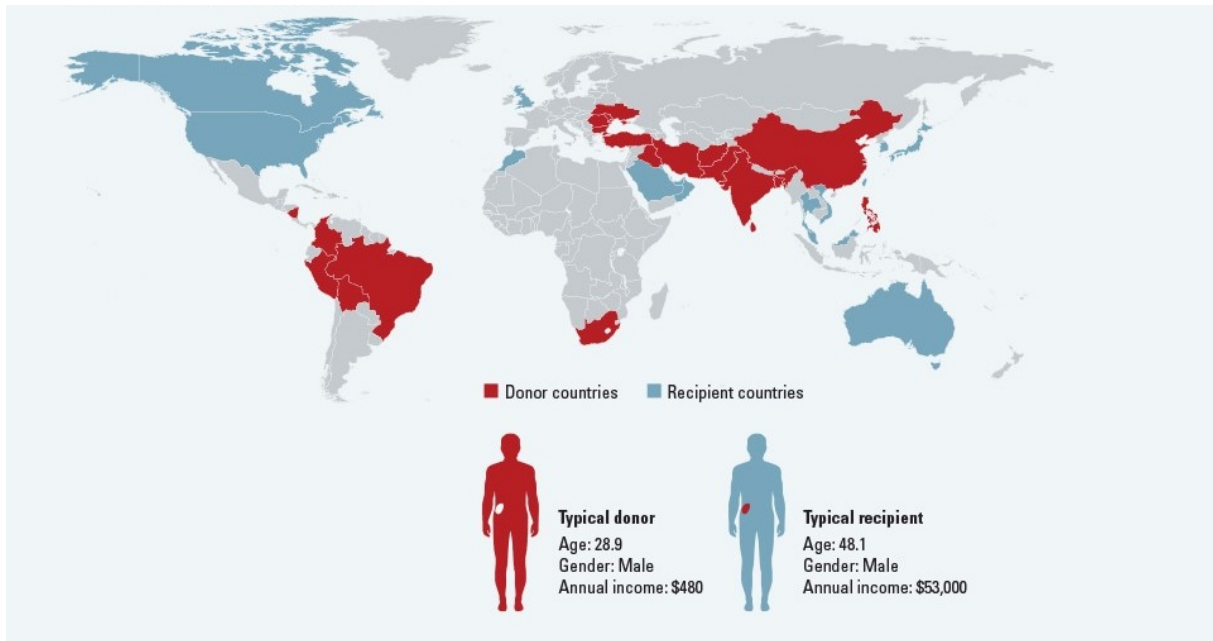 Donor countries
Recipient countries
Typical donor
Age: 28.9
Gender: Male
Annual income: $480
Typical recipient
Age: 48.1
Gender: Male
Annual income: $53,000